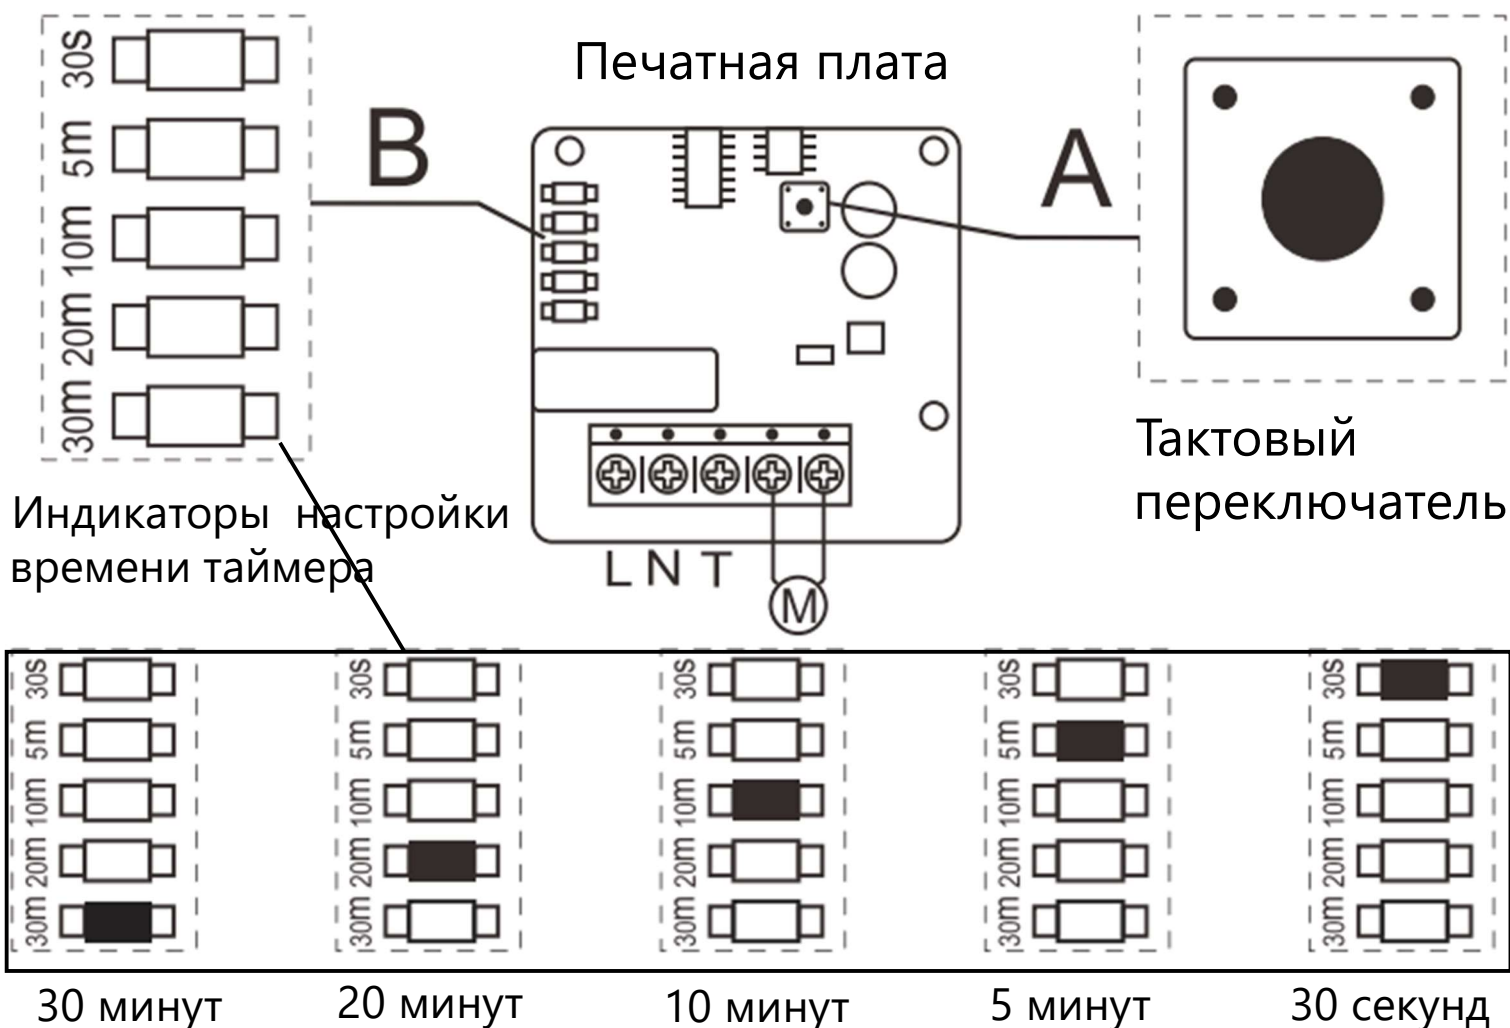 Печатная плата
30s
5m
10m
20m
30m
B
A
Индикаторы настройки
времени таймера
Тактовый
переключатель
L N T
M
30s
5m
10m
20m
30m
30s
5m
10m
20m
30m
30s
5m
10m
20m
30m
30s
5m
10m
20m
30m
30s
5m
10m
20m
30m
30 минут
20 минут
10 минут
5 минут
30 секунд